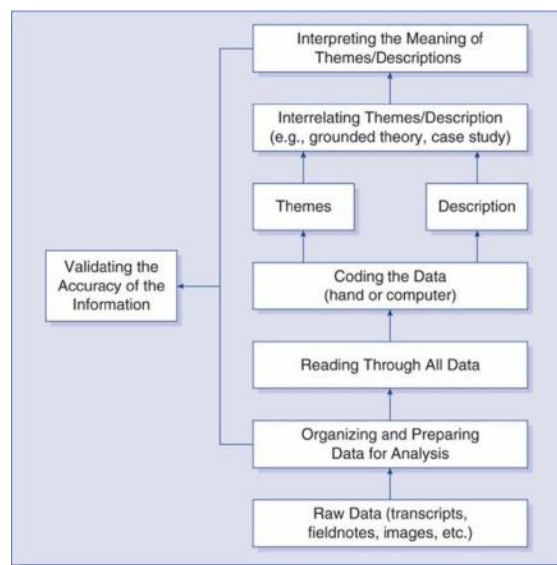 Interpreting the Meaning of
Themes/Descriptions
Interrelating Themes/Description
(e.g., grounded theory, case study)
Themes
Description
Validating the
Accuracy of the
Information
Coding the Data
(hand or computer)
Reading Through All Data
Organizing and Preparing
Data for Analysis
Raw Data (transcripts,
fieldnotes, images, etc.)